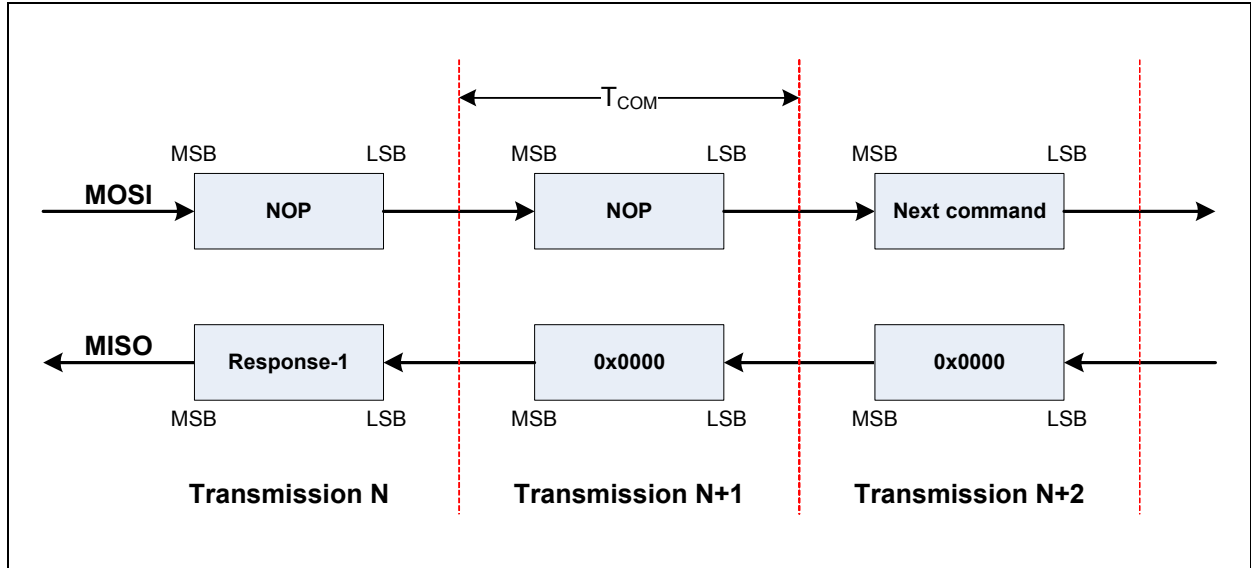 TCOM
MSB LSB MSB LSB MSB LSB
MOSI NOP NOP Next command
MISO Response-1 0x0000 0x0000
MSB LSB MSB LSB MSB LSB
Transmission N Transmission N+1 Transmission N+2